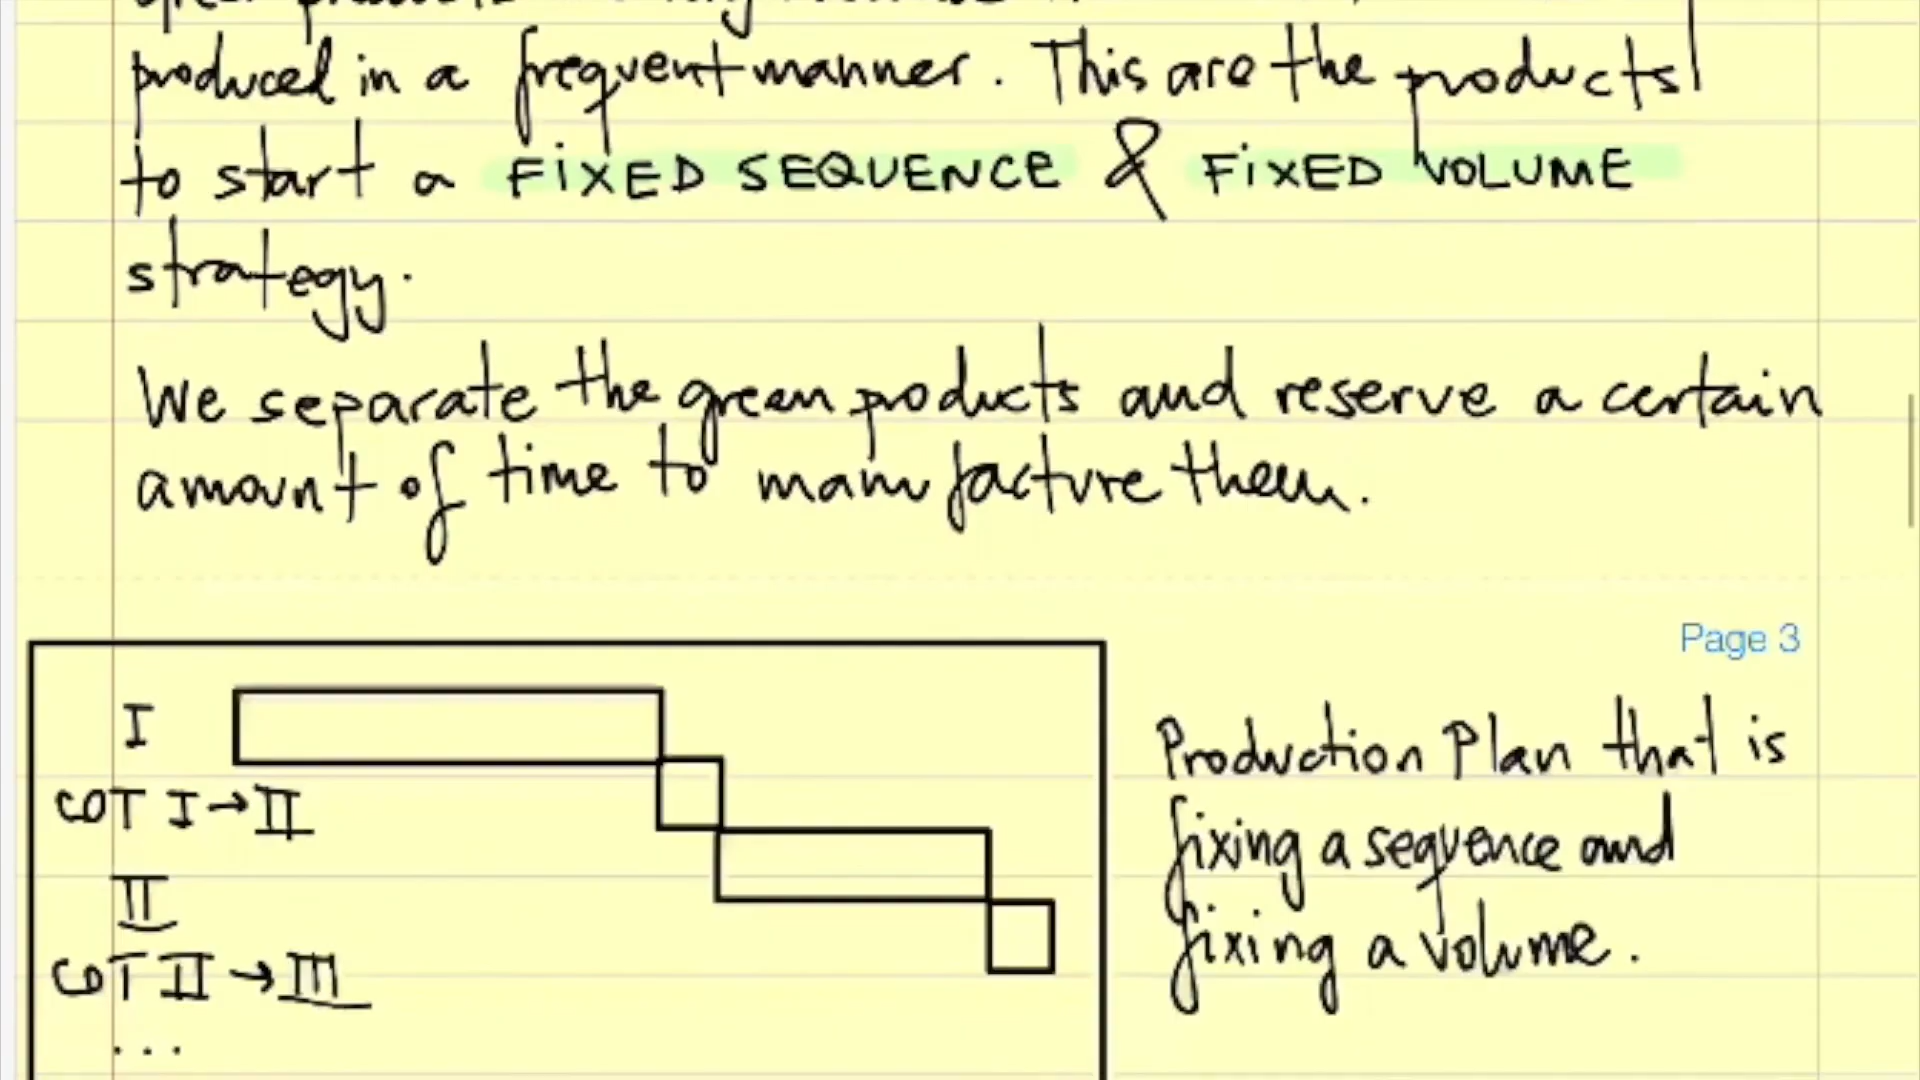 produced in a frequent manner. This are the products
to start a FiXED SEQUENCE & FiXED VOLUME
strategy.
We separate the green products and reserve a certain
amount of time to manufacture them.
Page 3
I
COT I→II
II
COT II→III
...
Production Plan that is
fixing a sequence and
fixing a volume.